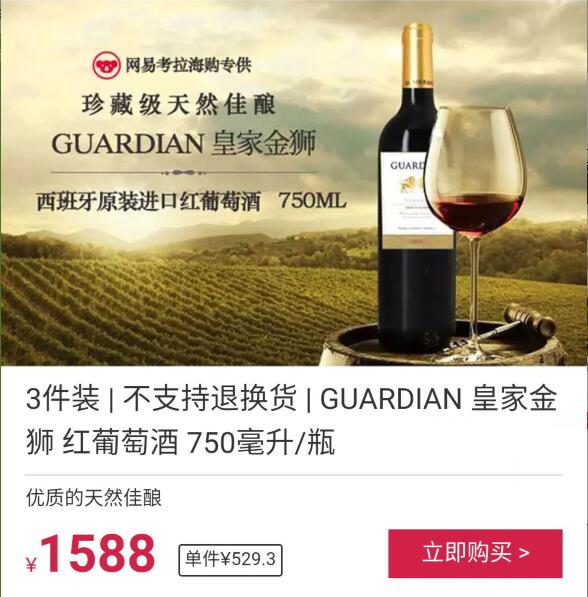 网易考拉海购专供
珍藏级天然佳酿
GUARDIAN 皇家金狮
西班牙原装进口红葡萄酒 750ML
GUARD
3件装 | 不支持退换货 | GUARDIAN 皇家金
狮 红葡萄酒 750毫升/瓶
优质的天然佳酿
¥1588
单件¥529.3
立即购买 >